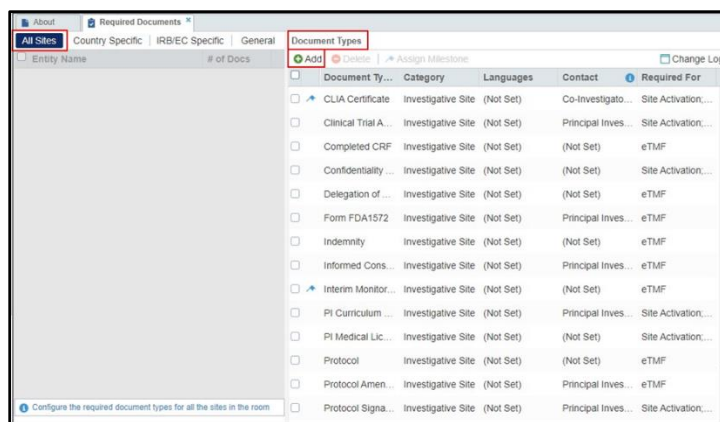 About Required Documents
All Sites Country Specific IRB/EC Specific General Document Types
Add Delete Assign Milestone Change Log
Entity Name # of Docs
Document Ty... Category Languages Contact Required For
CLIA Certificate Investigative Site (Not Set) Co-Investigato... Site Activation;...
Clinical Trial A... Investigative Site (Not Set) Principal Inves... Site Activation;...
Completed CRF Investigative Site (Not Set) (Not Set) eTMF
Confidentiality ... Investigative Site (Not Set) (Not Set) Site Activation;...
Delegation of ... Investigative Site (Not Set) (Not Set) eTMF
Form FDA1572 Investigative Site (Not Set) Principal Inves... eTMF
Indemnity Investigative Site (Not Set) (Not Set) eTMF
Informed Cons... Investigative Site (Not Set) Principal Inves... eTMF
Interim Monitor... Investigative Site (Not Set) (Not Set) eTMF
PI Curriculum ... Investigative Site (Not Set) Principal Inves... Site Activation;...
PI Medical Lic... Investigative Site (Not Set) (Not Set) Site Activation;...
Protocol Investigative Site (Not Set) (Not Set) eTMF
Protocol Amen... Investigative Site (Not Set) Principal Inves... eTMF
Protocol Signa... Investigative Site (Not Set) Principal Inves... Site Activation;...
Configure the required document types for all the sites in the room